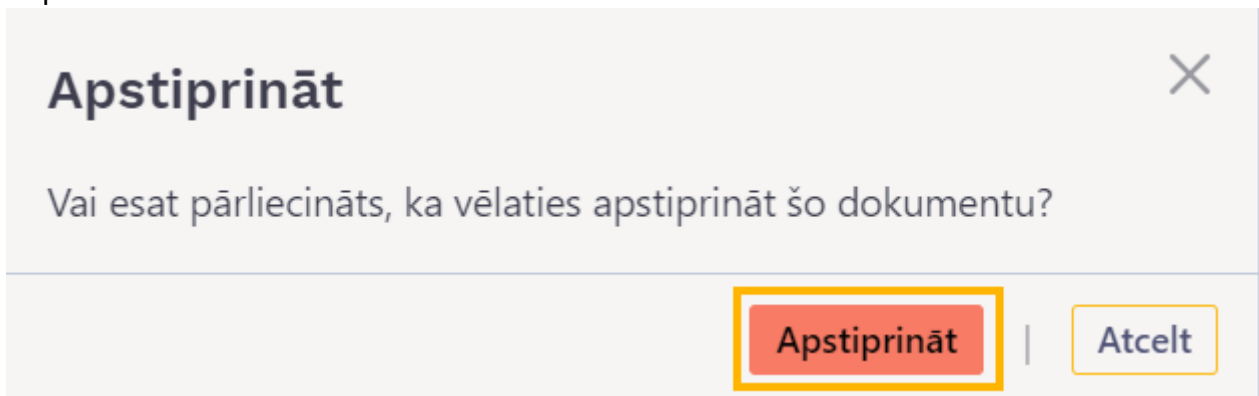 Apstiprināt
Vai esat pārliecināts, ka vēlaties apstiprināt šo dokumentu?
Apstiprināt | Atcelt